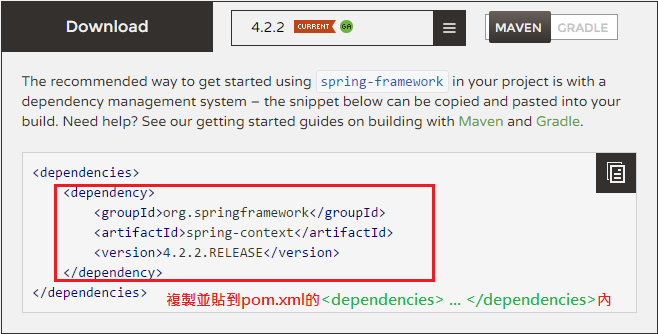 Download
4.2.2 CURRENT GA
MAVEN GRADLE
The recommended way to get started using spring-framework in your project is with a
dependency management system – the snippet below can be copied and pasted into your
build. Need help? See our getting started guides on building with Maven and Gradle.
<dependencies>
    <dependency>
        <groupId>org.springframework</groupId>
        <artifactId>spring-context</artifactId>
        <version>4.2.2.RELEASE</version>
    </dependency>
</dependencies>
複製並貼到pom.xml的<dependencies> ... </dependencies>內